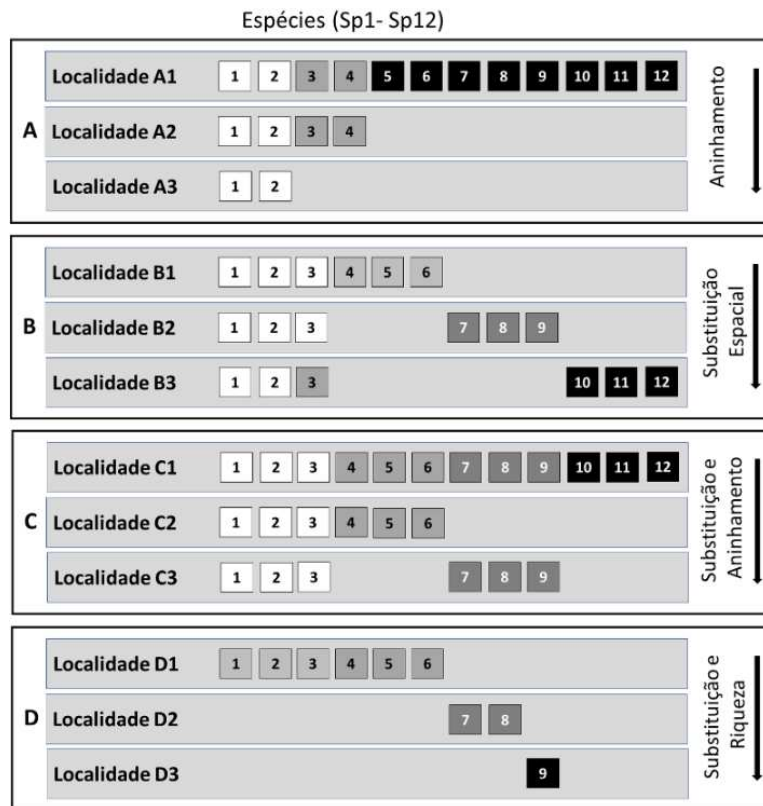 Espécies (Sp1- Sp12)
A
Localidade A1 1 2 3 4 5 6 7 8 9 10 11 12
Localidade A2 1 2 3 4
Localidade A3 1 2
Aninhamento
B
Localidade B1 1 2 3 4 5 6
Localidade B2 1 2 3 7 8 9
Localidade B3 1 2 3 10 11 12
Substituição
Espacial
C
Localidade C1 1 2 3 4 5 6 7 8 9 10 11 12
Localidade C2 1 2 3 4 5 6
Localidade C3 1 2 3 7 8 9
Substituição e
Aninhamento
D
Localidade D1 1 2 3 4 5 6
Localidade D2 7 8
Localidade D3 9
Substituição e
Riqueza